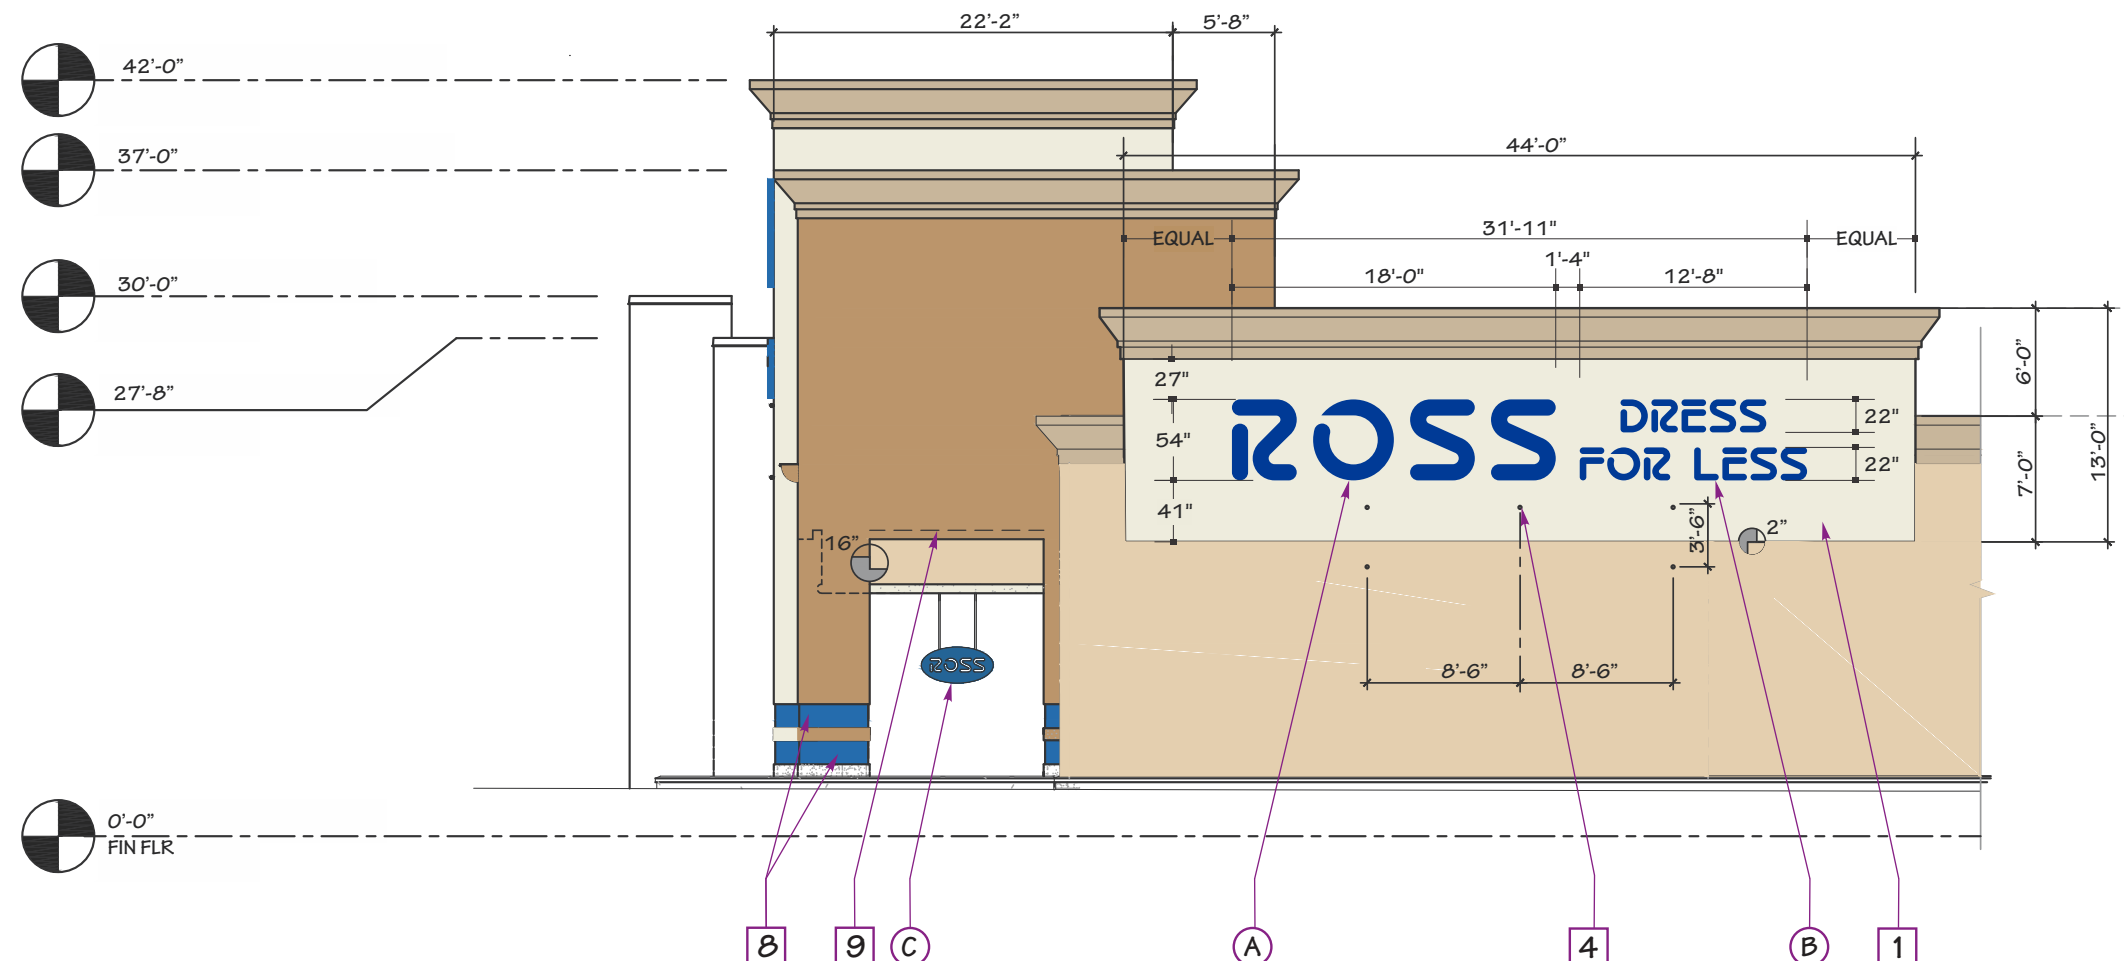 22'-2"
5'-8"
42'-0"
37'-0"
44'-0"
31'-11"
EQUAL
EQUAL
1'-4"
18'-0"
12'-8"
30'-0"
27'-8"
6'-0"
7'-0"
13'-0"
27"
54"
41"
ROSS
DRESS
FOR LESS
22"
22"
16"
2"
3'-6"
ROSS
8'-6"
8'-6"
0'-0"
FIN FLR
8
9
C
A
4
B
1